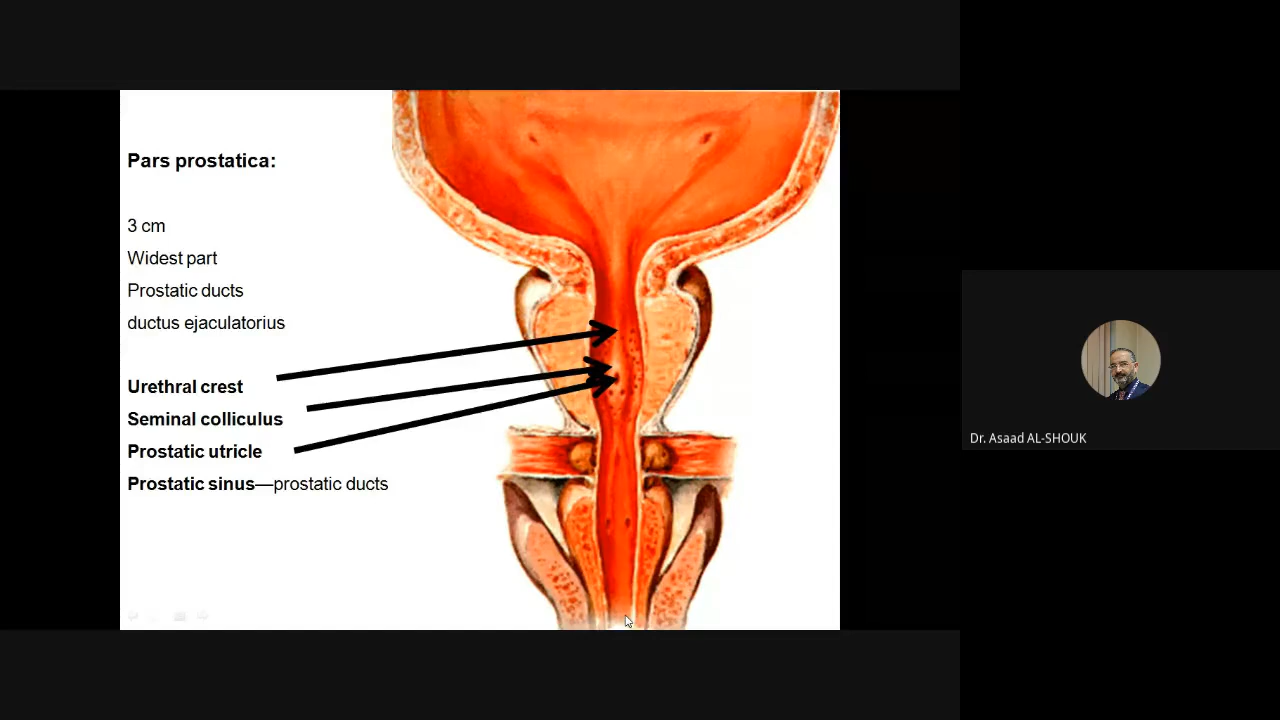 Pars prostatica:
3 cm
Widest part
Prostatic ducts
ductus ejaculatorius
Urethral crest
Seminal colliculus
Prostatic utricle
Prostatic sinus—prostatic ducts
Dr. Asaad AL-SHOUK